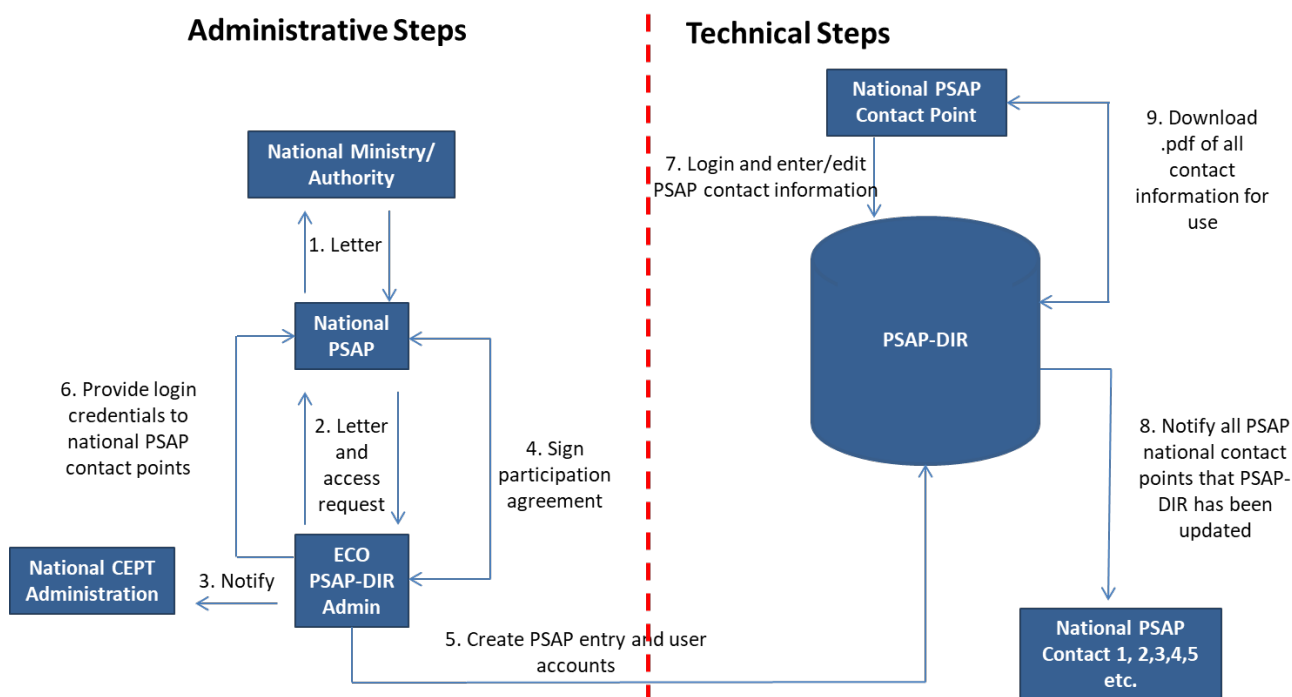 Administrative Steps
Technical Steps
National Ministry/
Authority
1. Letter
National
PSAP
6. Provide login
credentials to
national PSAP
contact points
2. Letter
and
access
request
4. Sign
participation
agreement
National CEPT
Administration
3. Notify
ECO
PSAP-DIR
Admin
5. Create PSAP entry and user
accounts
National PSAP
Contact Point
7. Login and enter/edit
PSAP contact information
9. Download
.pdf of all
contact
information for
use
PSAP-DIR
8. Notify all PSAP
national contact
points that PSAP-
DIR has been
updated
National PSAP
Contact 1, 2,3,4,5
etc.